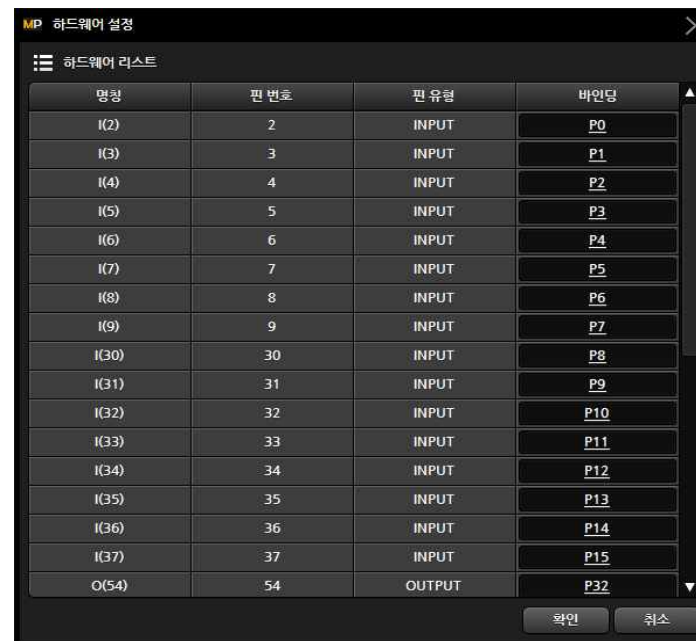 MP 하드웨어 설정
하드웨어 리스트
명칭 핀 번호 핀 유형 바인딩
I(2) 2 INPUT P0
I(3) 3 INPUT P1
I(4) 4 INPUT P2
I(5) 5 INPUT P3
I(6) 6 INPUT P4
I(7) 7 INPUT P5
I(8) 8 INPUT P6
I(9) 9 INPUT P7
I(30) 30 INPUT P8
I(31) 31 INPUT P9
I(32) 32 INPUT P10
I(33) 33 INPUT P11
I(34) 34 INPUT P12
I(35) 35 INPUT P13
I(36) 36 INPUT P14
I(37) 37 INPUT P15
O(54) 54 OUTPUT P32
확인 취소